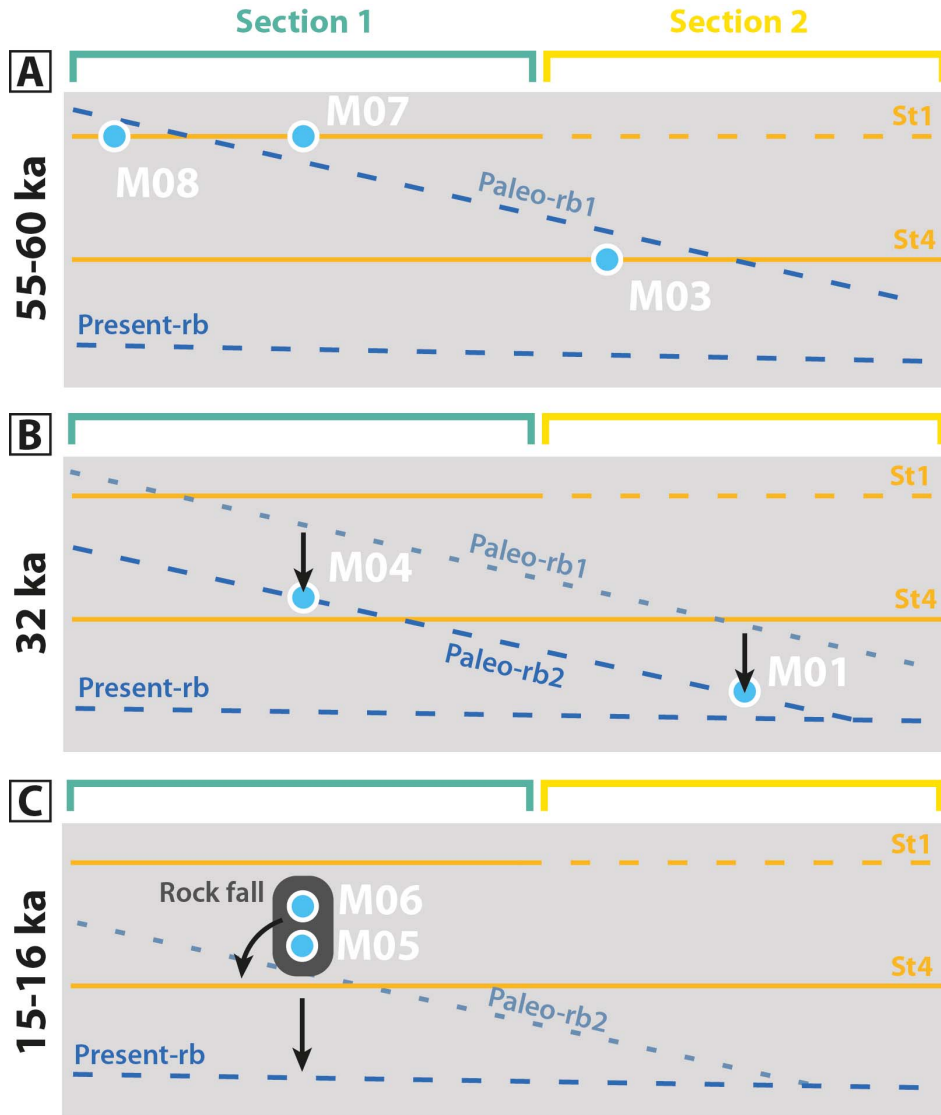 Section 1
Section 2
A
55-60 ka
St1
M07
M08
Paleo-rb1
St4
M03
Present-rb
B
32 ka
St1
Paleo-rb1
M04
St4
Paleo-rb2
M01
Present-rb
C
15-16 ka
St1
Rock fall
M06
M05
St4
Paleo-rb2
Present-rb